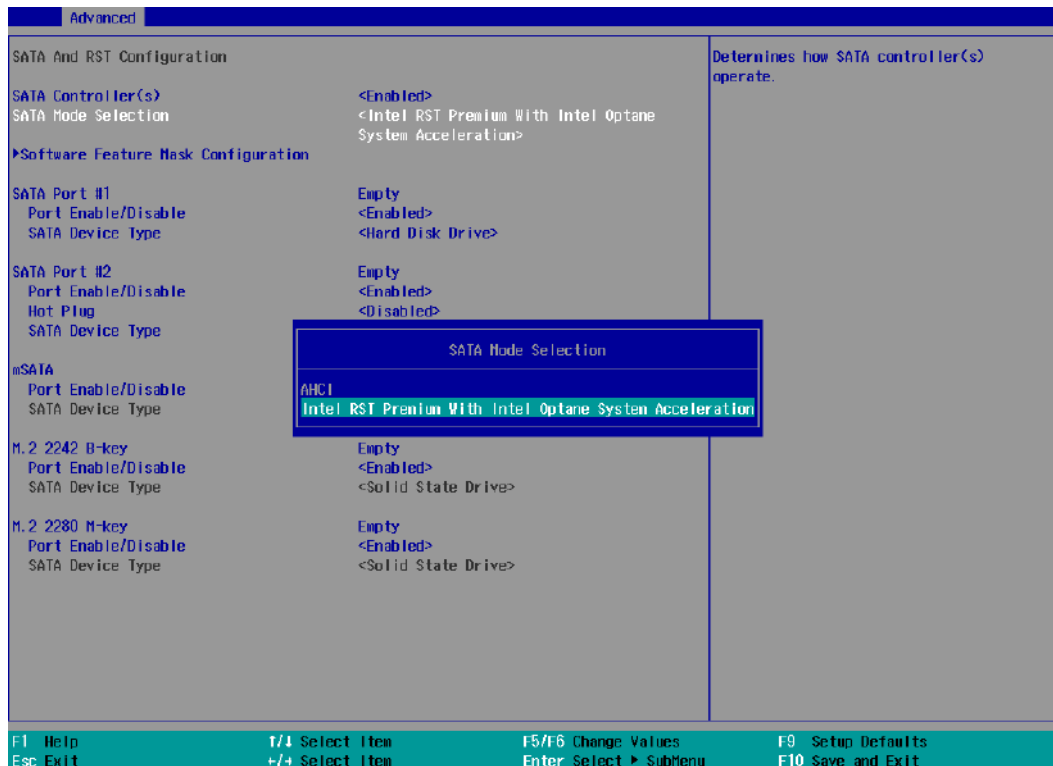 Advanced
SATA And RST Configuration
Determines how SATA controller(s)
operate.
SATA Controller(s) <Enabled>
SATA Mode Selection <Intel RST Premium With Intel Optane
System Acceleration>
▶Software Feature Mask Configuration
SATA Port #1 Empty
Port Enable/Disable <Enabled>
SATA Device Type <Hard Disk Drive>
SATA Port #2 Empty
Port Enable/Disable <Enabled>
Hot Plug <Disabled>
SATA Device Type
SATA Mode Selection
mSATA
Port Enable/Disable
AHCI
SATA Device Type
Intel RST Premium With Intel Optane System Acceleration
M.2 2242 B-key Empty
Port Enable/Disable <Enabled>
SATA Device Type <Solid State Drive>
M.2 2280 M-key Empty
Port Enable/Disable <Enabled>
SATA Device Type <Solid State Drive>
F1 Help ↑/↓ Select Item F5/F6 Change Values F9 Setup Defaults
Esc Exit ←/→ Select Item Enter Select ▶ SubMenu F10 Save and Exit